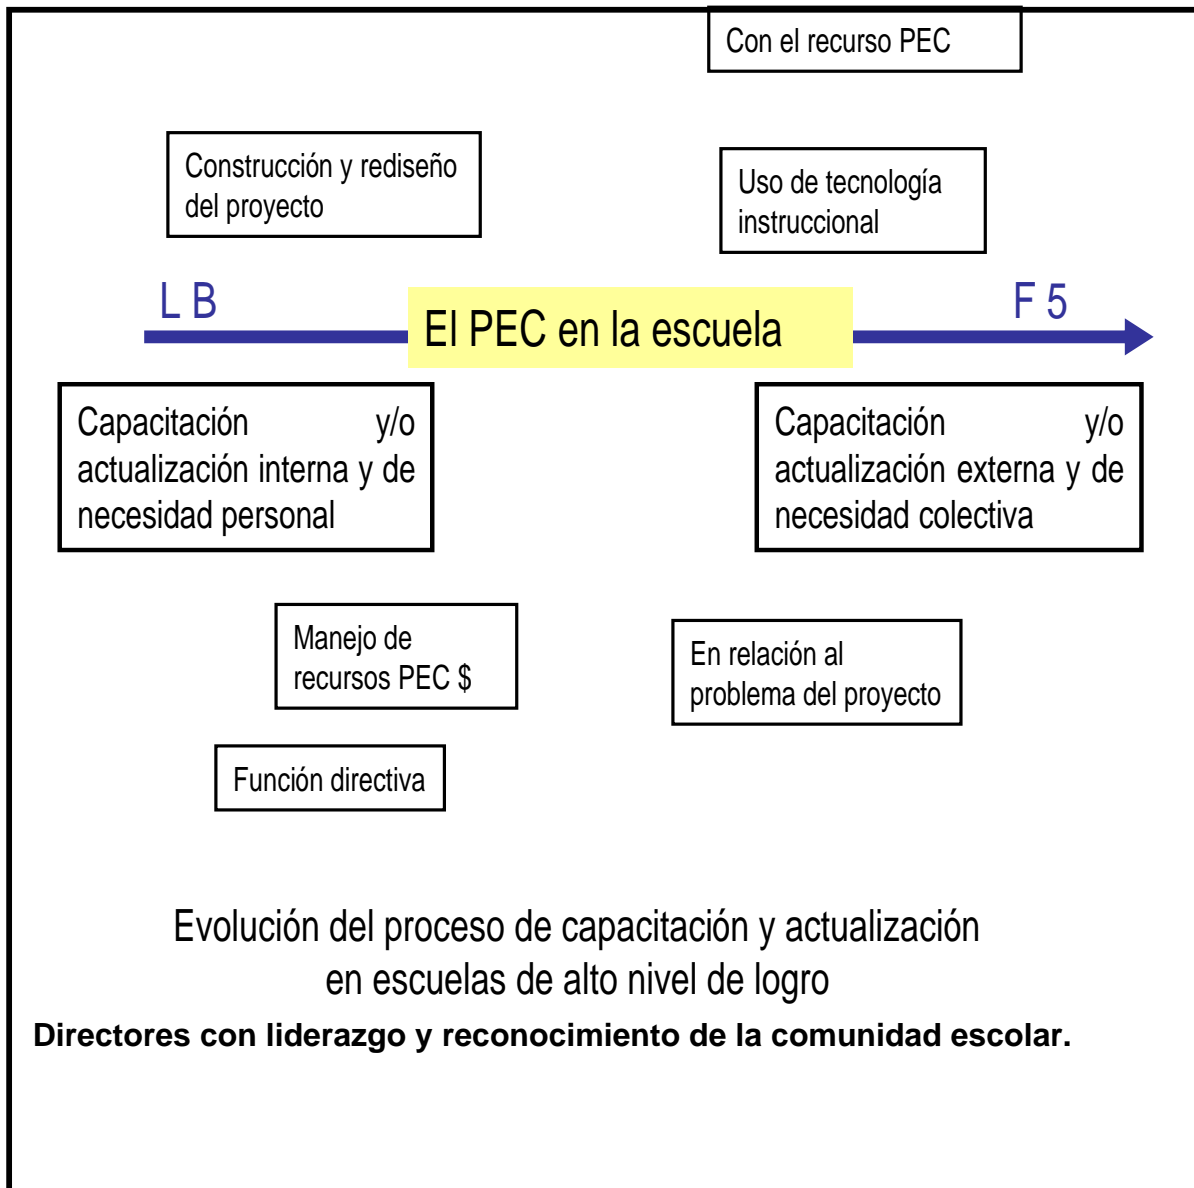 Con el recurso PEC
Construcción y rediseño
del proyecto
Uso de tecnología
instruccional
L B
El PEC en la escuela
F 5
Capacitación y/o
actualización interna y de
necesidad personal
Capacitación y/o
actualización externa y de
necesidad colectiva
Manejo de
recursos PEC $
En relación al
problema del proyecto
Función directiva
Evolución del proceso de capacitación y actualización
en escuelas de alto nivel de logro
Directores con liderazgo y reconocimiento de la comunidad escolar.